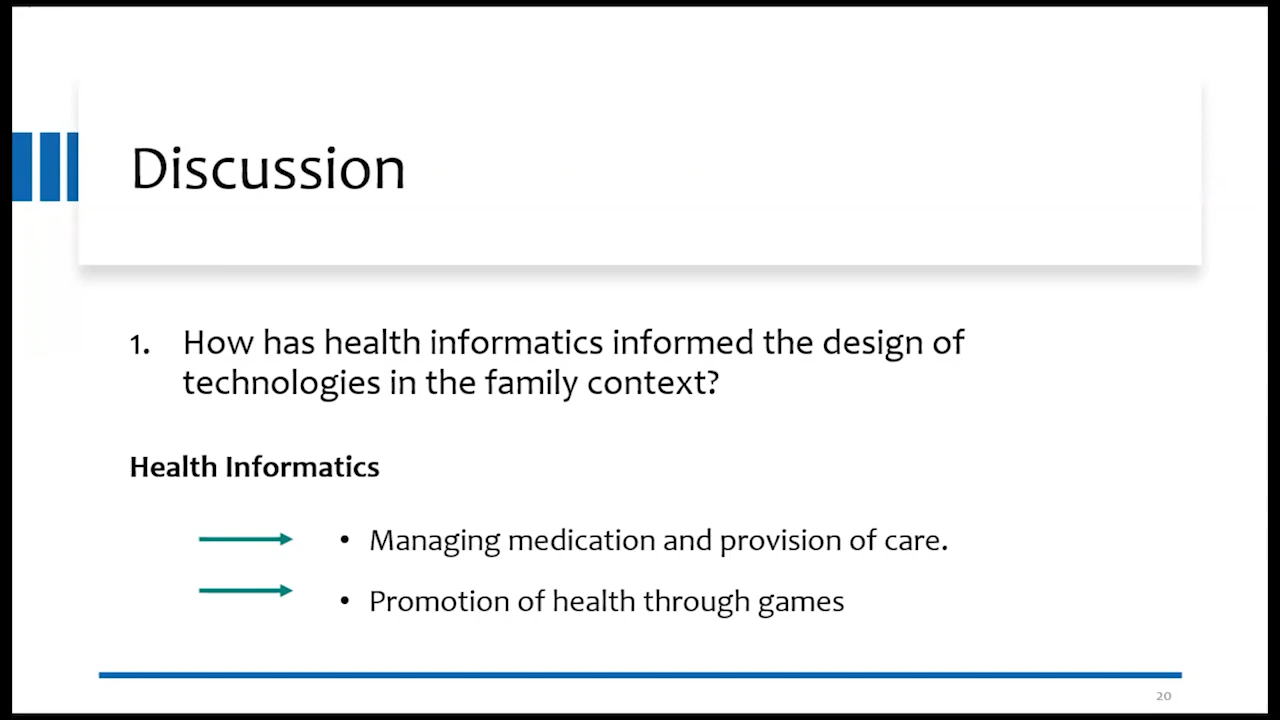 Discussion
1. How has health informatics informed the design of
technologies in the family context?
Health Informatics
• Managing medication and provision of care.
• Promotion of health through games
20